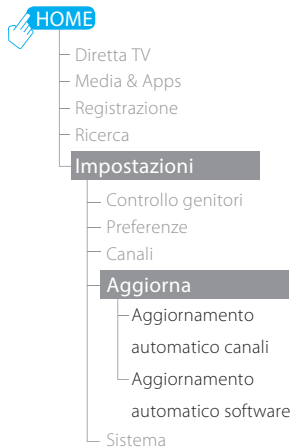 HOME
Diretta TV
Media & Apps
Registrazione
Ricerca
Impostazioni
Controllo genitori
Preferenze
Canali
Aggiorna
Aggiornamento
automatico canali
Aggiornamento
automatico software
Sistema